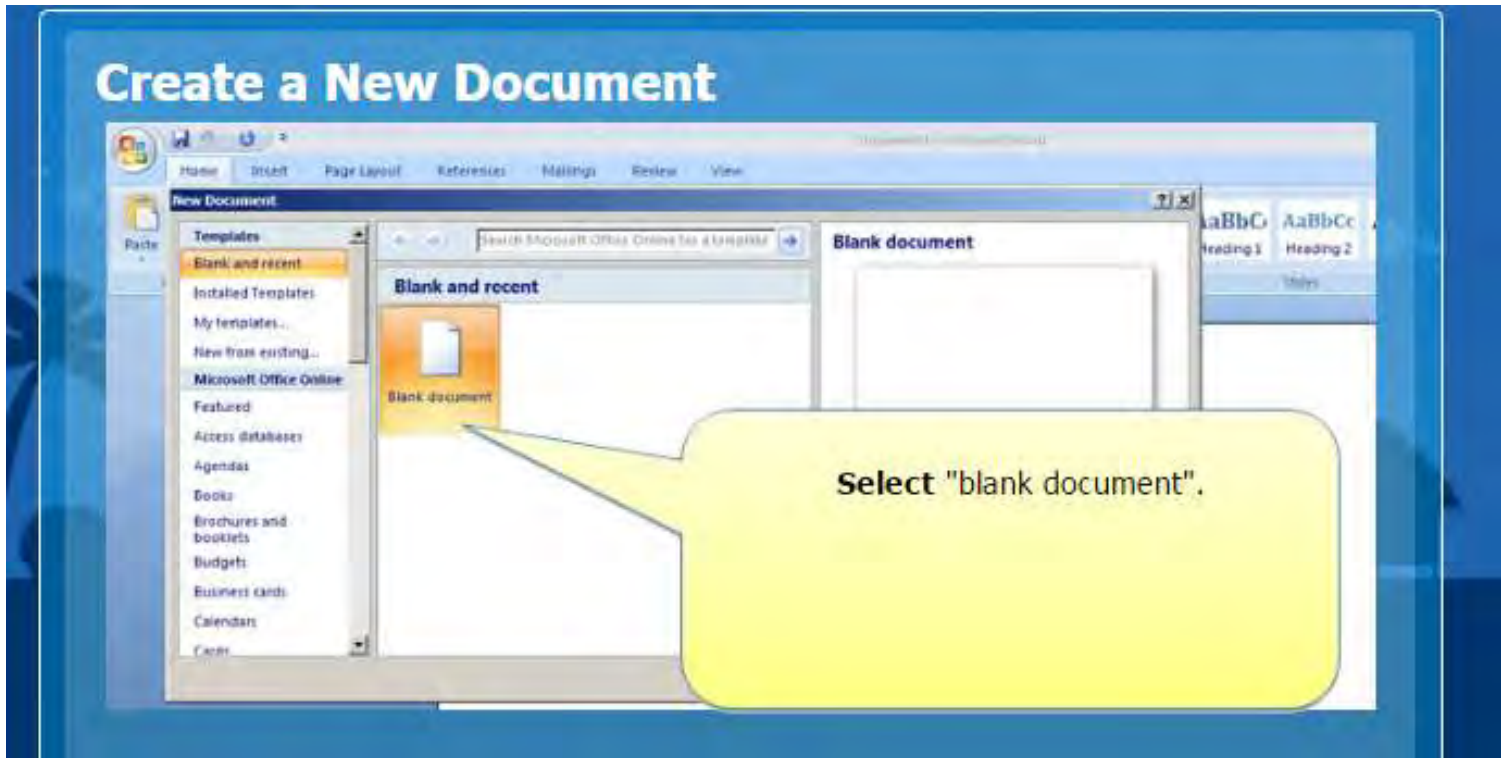 Create a New Document
Home Insert Page Layout References Mailings Review View
New Document
Paste
Templates
Blank and recent
Installed Templates
My templates...
New from existing...
Microsoft Office Online
Featured
Access databases
Agendas
Books
Brochures and
booklets
Budgets
Business cards
Calendars
Cards
Search Microsoft Office Online for a template
Blank and recent
Blank document
Blank document
AaBbCc
Heading 1
Heading 2
Styles
Select "blank document".